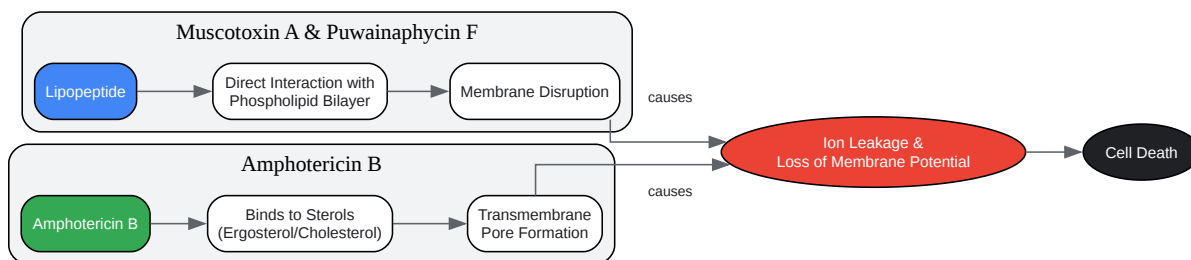 Muscotoxin A & Puwainaphycin F
Lipopeptide
Direct Interaction with
Phospholipid Bilayer
Membrane Disruption
causes
Ion Leakage &
Loss of Membrane Potential
Cell Death
Amphotericin B
Amphotericin B
Binds to Sterols
(Ergosterol/Cholesterol)
Transmembrane
Pore Formation
causes